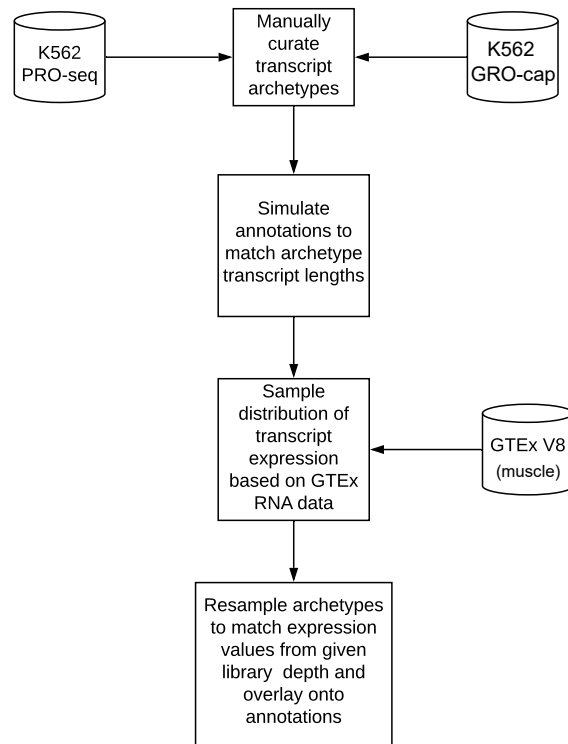 K562
PRO-seq
Manually
curate
transcript
archetypes
K562
GRO-cap
Simulate
annotations to
match archetype
transcript lengths
Sample
distribution of
transcript
expression
based on GTEx
RNA data
GTEx V8
(muscle)
Resample archetypes
to match expression
values from given
library depth and
overlay onto
annotations